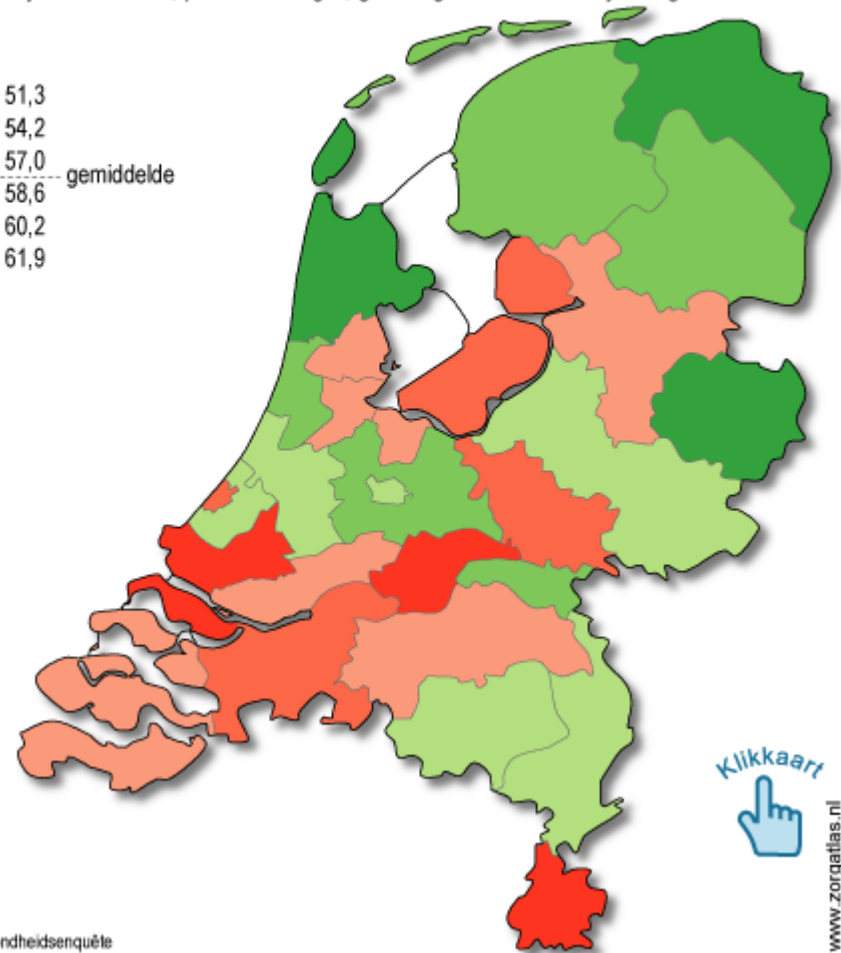 51,3
54,2
57,0
gemiddelde
58,6
60,2
61,9
Klikkaart
www.zorgatlas.nl
ndheidsenquête